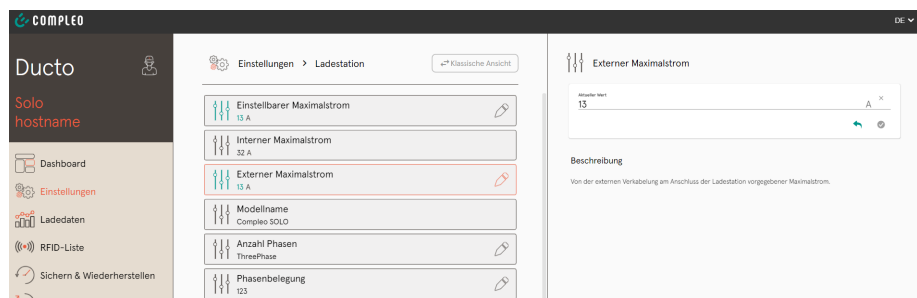 COMPLEO
DE
Ducto
Solo
hostname
Dashboard
Einstellungen
Ladedaten
RFID-Liste
Sichern & Wiederherstellen
Einstellungen > Ladestation
Klassische Ansicht
Einstellbarer Maximalstrom
13 A
Interner Maximalstrom
32 A
Externer Maximalstrom
13 A
Modellname
Compleo SOLO
Anzahl Phasen
ThreePhase
Phasenbelegung
123
Externer Maximalstrom
Aktueller Wert
13 A
Beschreibung
Von der externen Verkabelung am Anschluss der Ladestation vorgegebener Maximalstrom.